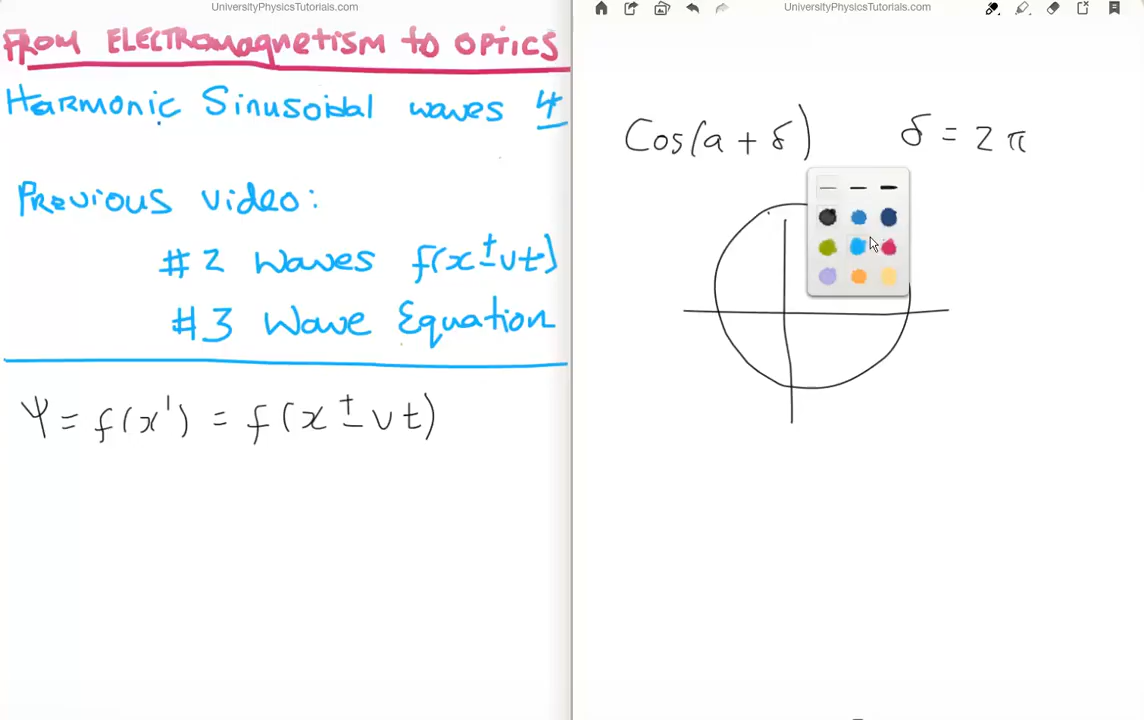 UniversityPhysicsTutorials.com
FROM ELECTROmagnetism to OPTICS
Harmonic Sinusoidal waves 4
Previous video:
#2 Waves f(x±vt)
#3 Wave Equation
Ψ = f(x') = f(x ± vt)
UniversityPhysicsTutorials.com
Cos(a + δ) δ = 2π